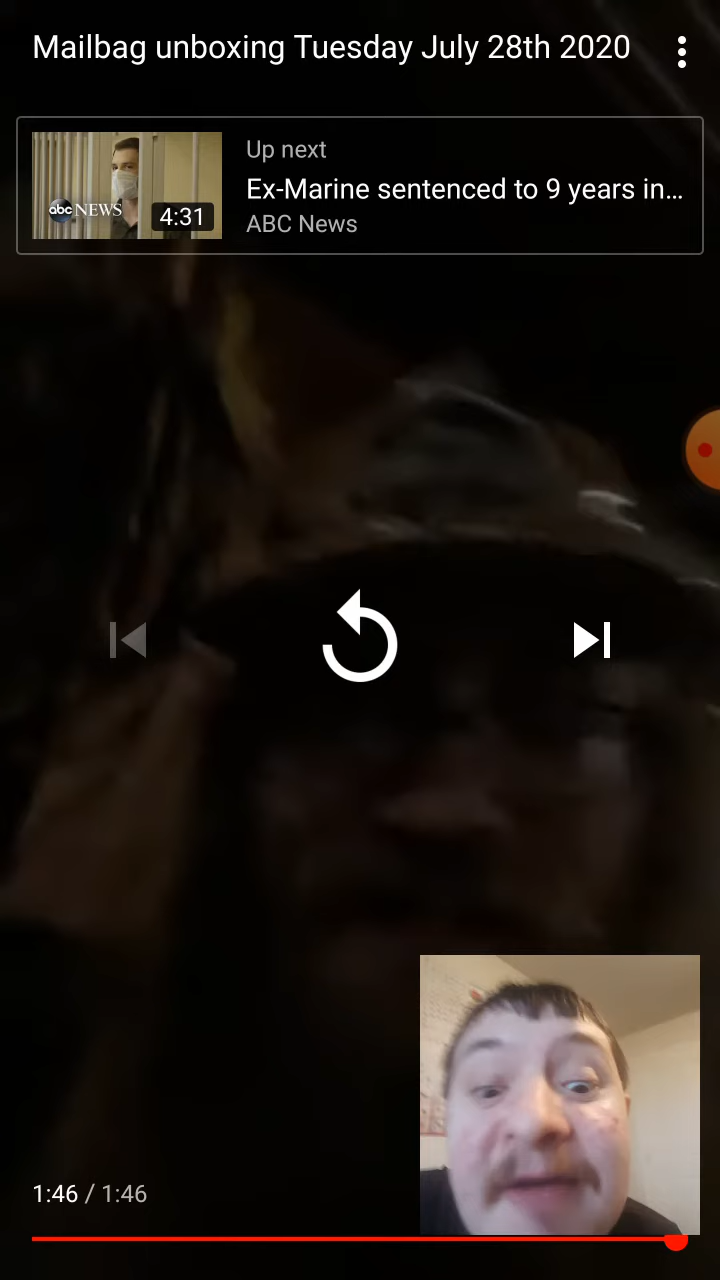 Mailbag unboxing Tuesday July 28th 2020
Up next
Ex-Marine sentenced to 9 years in...
ABC News
abc NEWS
4:31
1:46 / 1:46